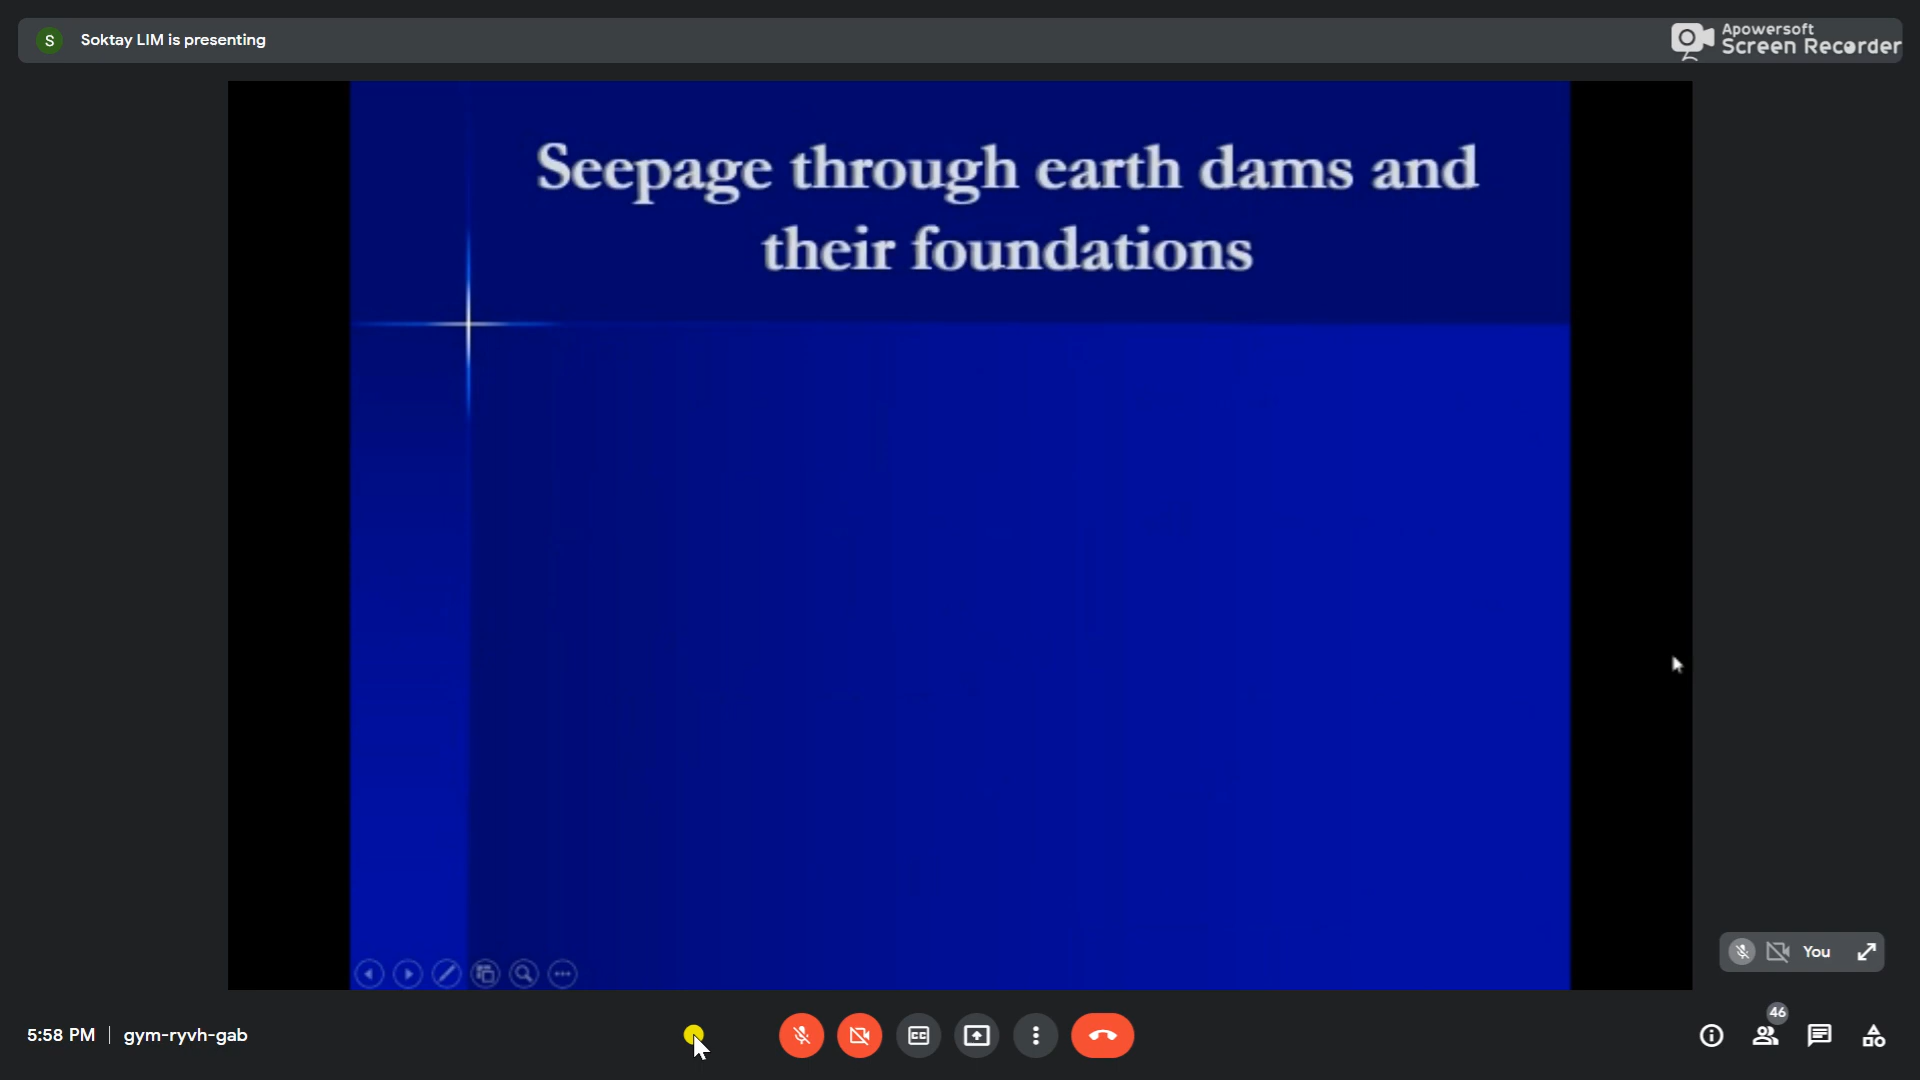 S Soktay LIM is presenting
Apowersoft
Screen Recorder
Seepage through earth dams and
their foundations
You
5:58 PM | gym-ryvh-gab
CC
46